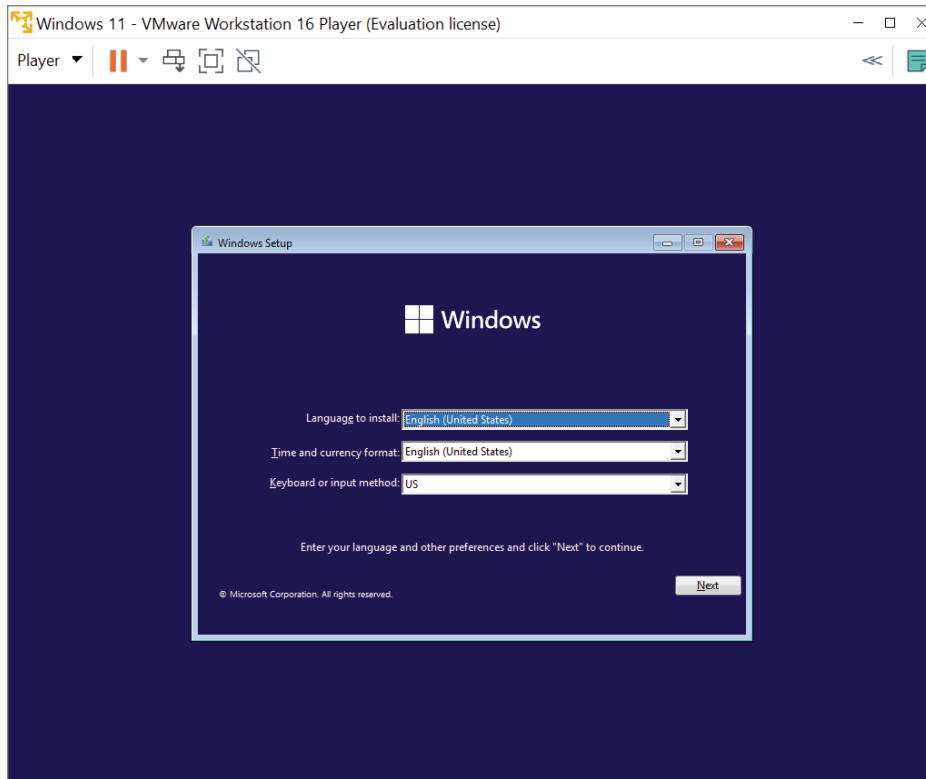 Windows 11 - VMware Workstation 16 Player (Evaluation license)
Player
Windows Setup
Windows
Language to install: English (United States)
Time and currency format: English (United States)
Keyboard or input method: US
Enter your language and other preferences and click "Next" to continue.
© Microsoft Corporation. All rights reserved.
Next